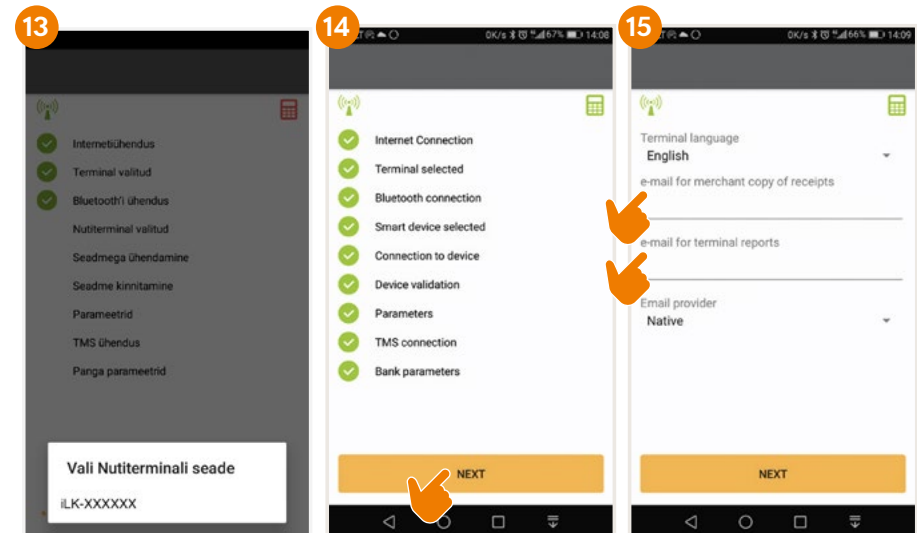 13
Internetiühendus
Terminal valitud
Bluetooth'i ühendus
Nutiterminal valitud
Seadmega ühendamine
Seadme kinnitamine
Parameetrid
TMS ühendus
Panga parameetrid
Vali Nutiterminali seade
iLK-XXXXXX
14
0K/s 67% 14:08
Internet Connection
Terminal selected
Bluetooth connection
Smart device selected
Connection to device
Device validation
Parameters
TMS connection
Bank parameters
NEXT
15
0K/s 66% 14:09
Terminal language
English
e-mail for merchant copy of receipts
e-mail for terminal reports
Email provider
Native
NEXT